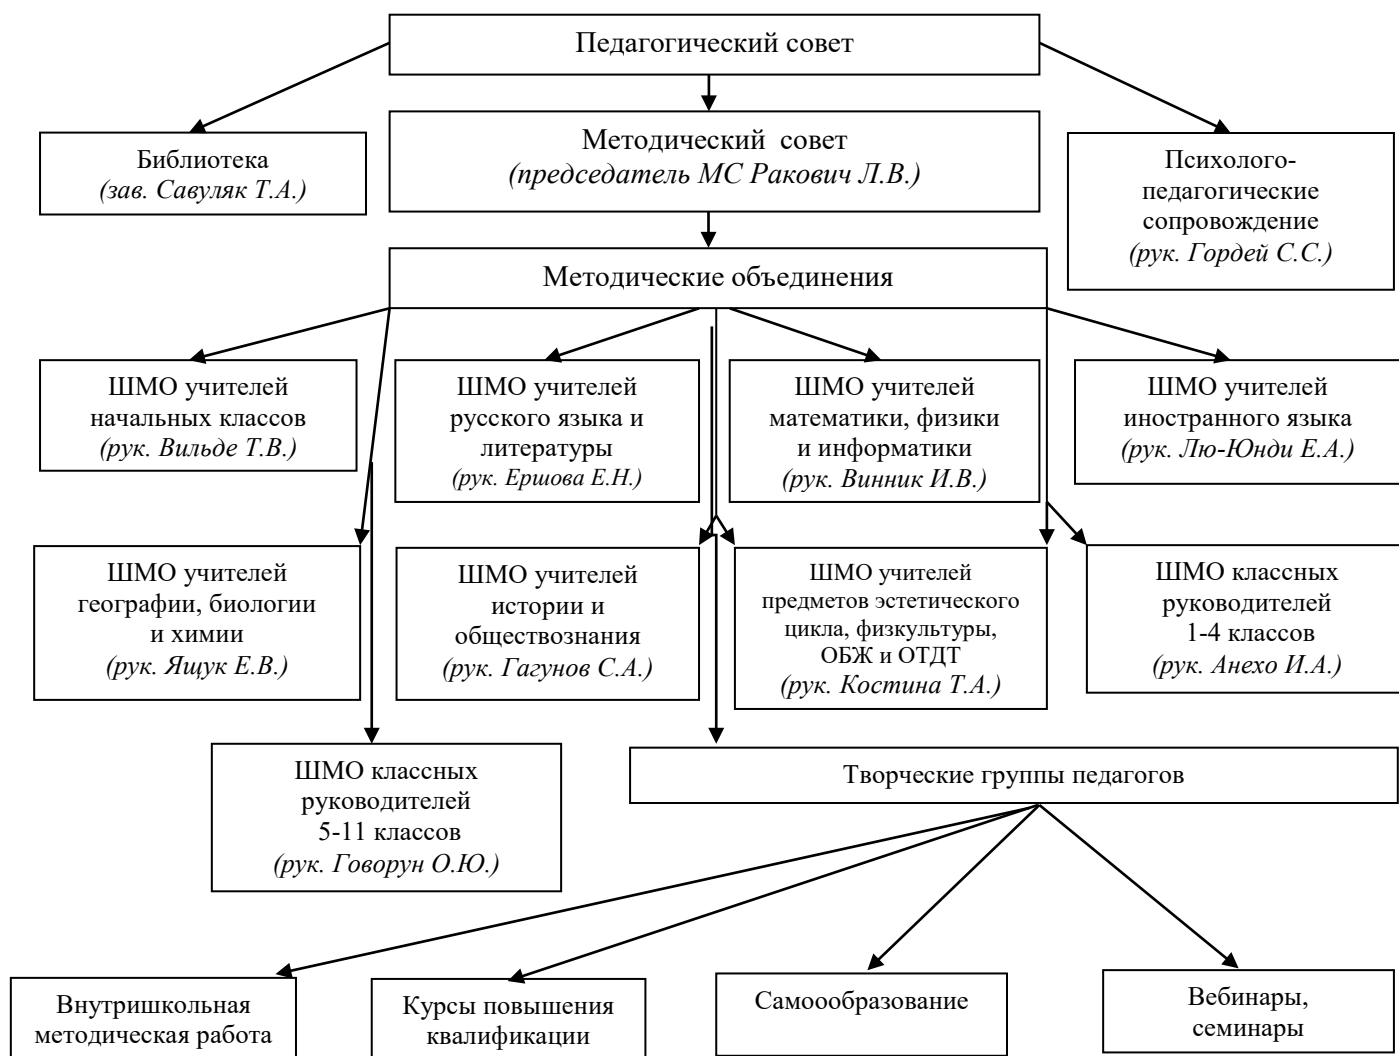 Педагогический совет
Библиотека
(зав. Савуляк Т.А.)
Методический совет
(председатель МС Ракович Л.В.)
Психолого-
педагогические
сопровождение
(рук. Гордей С.С.)
Методические объединения
ШМО учителей
начальных классов
(рук. Вильде Т.В.)
ШМО учителей
русского языка и
литературы
(рук. Ершова Е.Н.)
ШМО учителей
математики, физики
и информатики
(рук. Винник И.В.)
ШМО учителей
иностранного языка
(рук. Лю-Юнди Е.А.)
ШМО учителей
географии, биологии
и химии
(рук. Ящук Е.В.)
ШМО учителей
истории и
обществознания
(рук. Гагунов С.А.)
ШМО учителей
предметов эстетического
цикла, физкультуры,
ОБЖ и ОТДТ
(рук. Костина Т.А.)
ШМО классных
руководителей
1-4 классов
(рук. Анехо И.А.)
ШМО классных
руководителей
5-11 классов
(рук. Говорун О.Ю.)
Творческие группы педагогов
Внутришкольная
методическая работа
Курсы повышения
квалификации
Самоообразование
Вебинары,
семинары